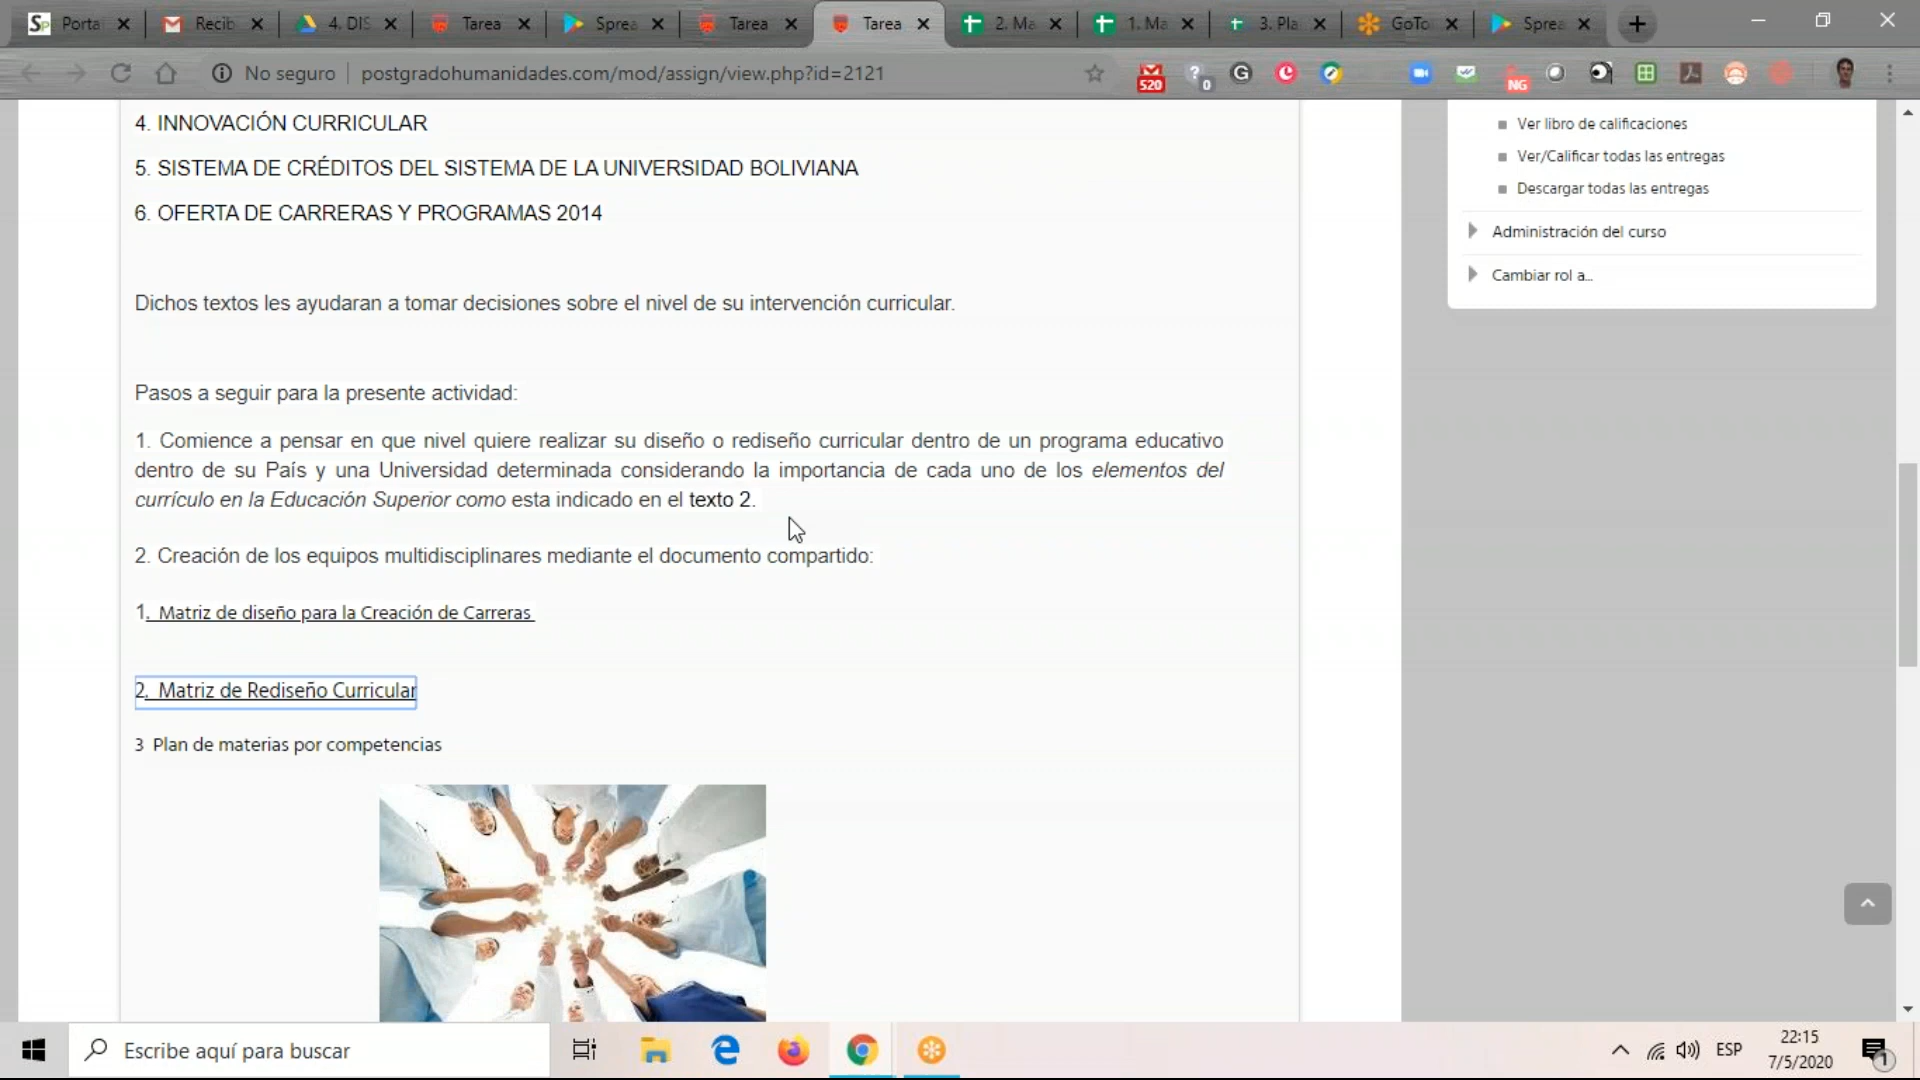 Porta
Recib
4. DIS
Tarea
Sprea
Tarea
Tarea
2. Ma
1. Ma
3. Pla
GoTo
Sprea
No seguro
postgradohumanidades.com/mod/assign/view.php?id=2121
520
0
G
NG
4. INNOVACIÓN CURRICULAR
5. SISTEMA DE CRÉDITOS DEL SISTEMA DE LA UNIVERSIDAD BOLIVIANA
6. OFERTA DE CARRERAS Y PROGRAMAS 2014
Dichos textos les ayudaran a tomar decisiones sobre el nivel de su intervención curricular.
Pasos a seguir para la presente actividad:
1. Comience a pensar en que nivel quiere realizar su diseño o rediseño curricular dentro de un programa educativo
dentro de su País y una Universidad determinada considerando la importancia de cada uno de los elementos del
currículo en la Educación Superior como esta indicado en el texto 2.
2. Creación de los equipos multidisciplinares mediante el documento compartido:
1. Matriz de diseño para la Creación de Carreras
2. Matriz de Rediseño Curricular
3 Plan de materias por competencias
Ver libro de calificaciones
Ver/Calificar todas las entregas
Descargar todas las entregas
Administración del curso
Cambiar rol a...
Escribe aquí para buscar
ESP
22:15
7/5/2020
1